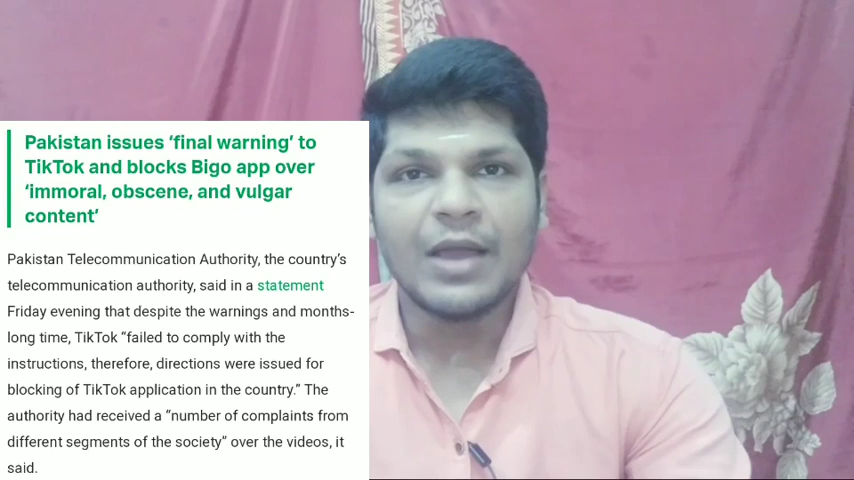 Pakistan issues ‘final warning’ to
TikTok and blocks Bigo app over
‘immoral, obscene, and vulgar
content’
Pakistan Telecommunication Authority, the country’s
telecommunication authority, said in a statement
Friday evening that despite the warnings and months-
long time, TikTok “failed to comply with the
instructions, therefore, directions were issued for
blocking of TikTok application in the country.” The
authority had received a “number of complaints from
different segments of the society” over the videos, it
said.